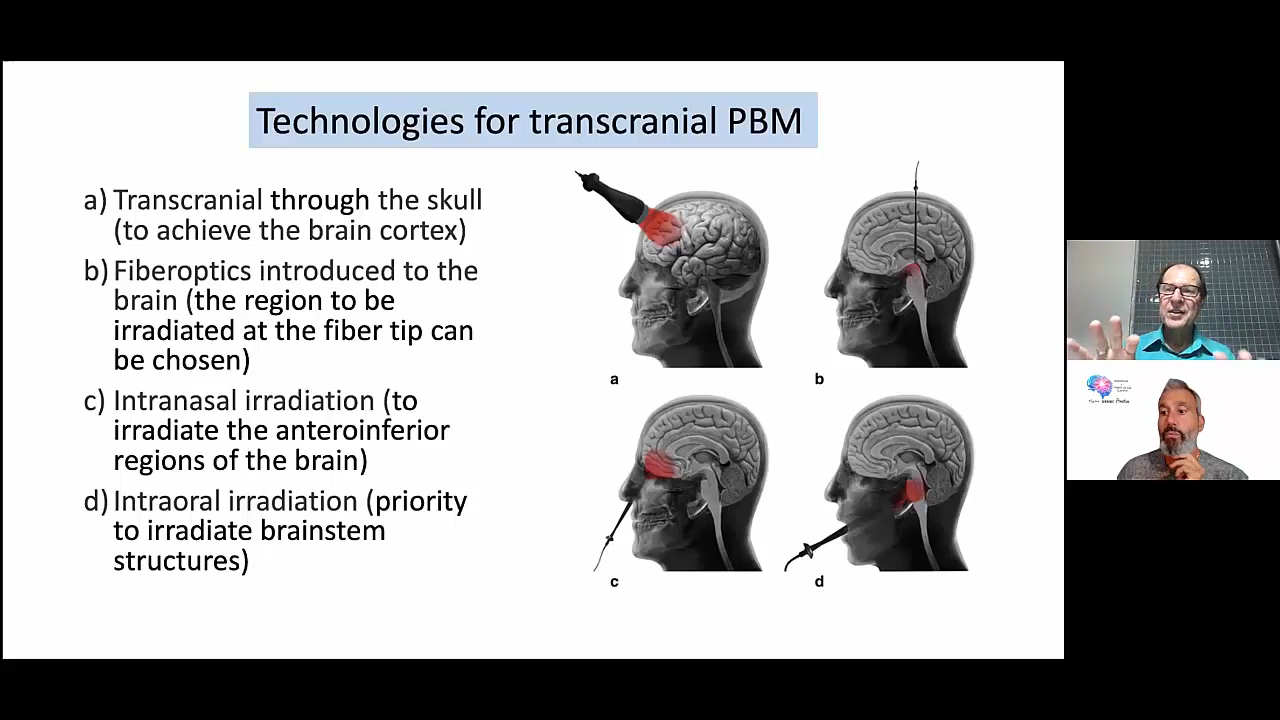 Technologies for transcranial PBM
a) Transcranial through the skull
(to achieve the brain cortex)
b) Fiberoptics introduced to the
brain (the region to be
irradiated at the fiber tip can
be chosen)
c) Intranasal irradiation (to
irradiate the anteroinferior
regions of the brain)
d) Intraoral irradiation (priority
to irradiate brainstem
structures)
a
b
c
d